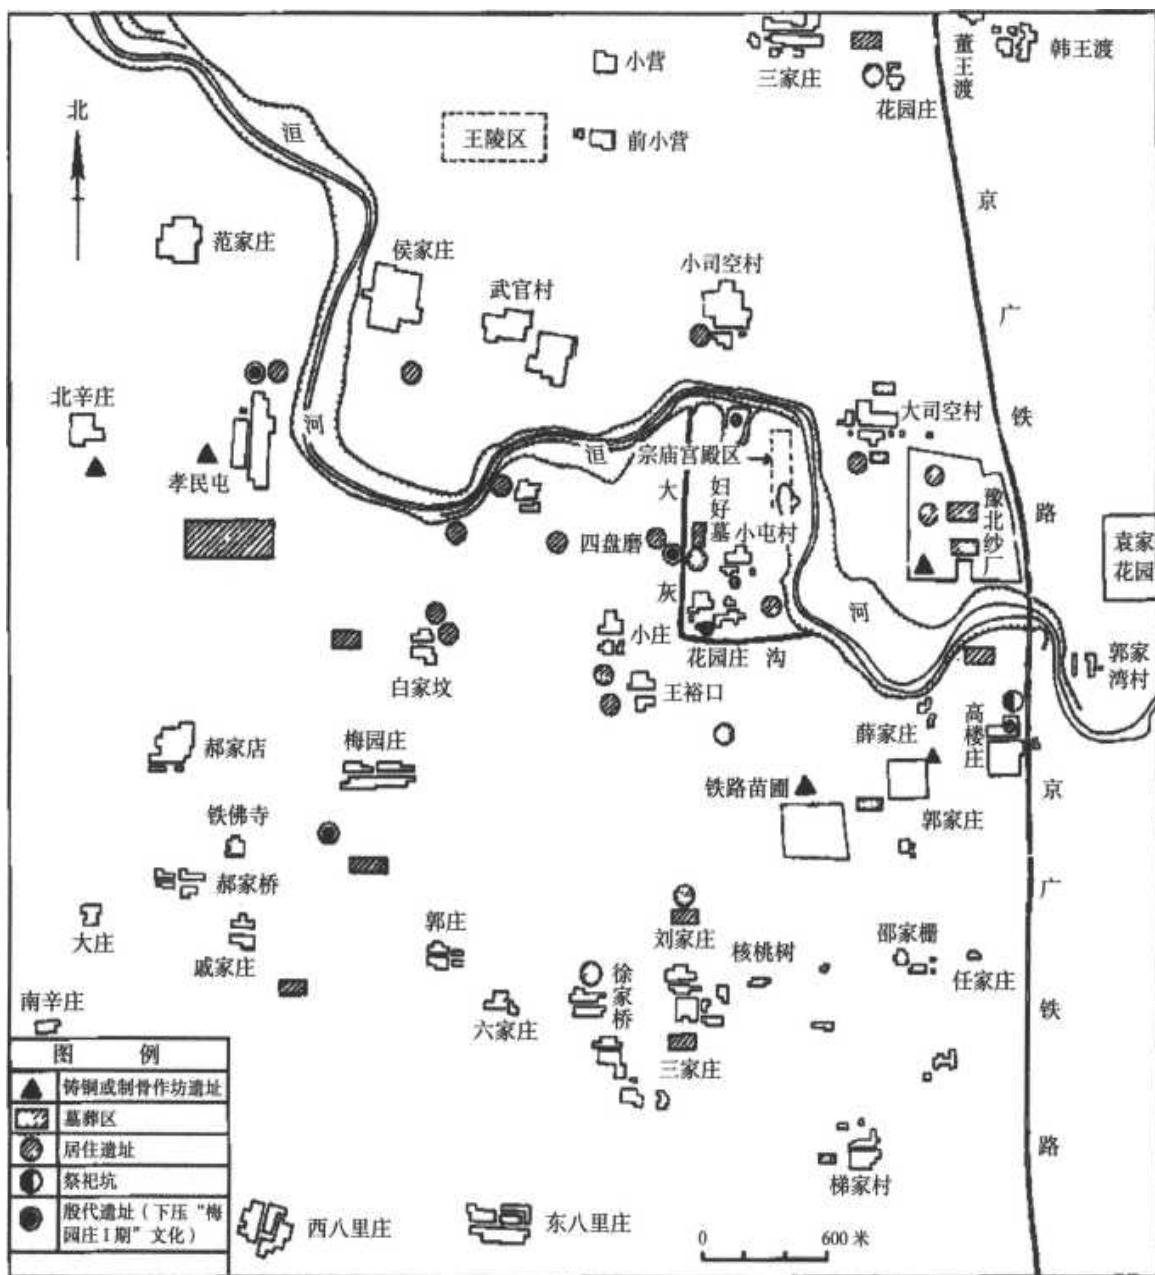 小营
三家庄
花园庄
董王渡
韩王渡
北
洹
王陵区
前小营
京
范家庄
侯家庄
武官村
小司空村
广
北辛庄
孝民屯
河
洹
宗庙宫殿区
大司空村
铁
大
妇好墓
小屯村
豫北纱厂
路
袁家
花园
四盘磨
灰
小庄
花园庄
沟
河
郭家
湾村
白家坟
王裕口
郝家店
梅园庄
薛家庄
高楼庄
铁路苗圃
京
铁佛寺
郭家庄
郝家桥
广
大庄
戚家庄
郭庄
刘家庄
核桃树
邵家棚
任家庄
南辛庄
六家庄
徐家桥
铁
三家庄
图 例
铸铜或制骨作坊遗址
墓葬区
居住遗址
祭祀坑
殷代遗址（下压“梅
园庄I期”文化）
路
梯家村
西八里庄
东八里庄
0 600 米